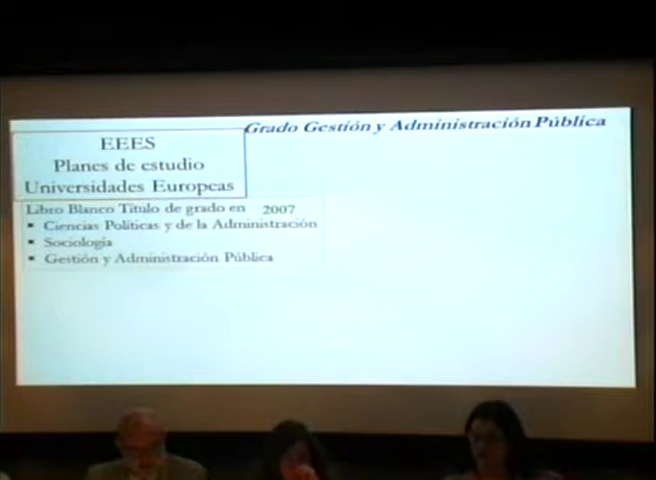 Grado Gestión y Administración Pública
EEES
Planes de estudio
Universidades Europeas
Libro Blanco Titulo de grado en 2007
▪ Ciencias Políticas y de la Administración
▪ Sociología
▪ Gestión y Administración Pública